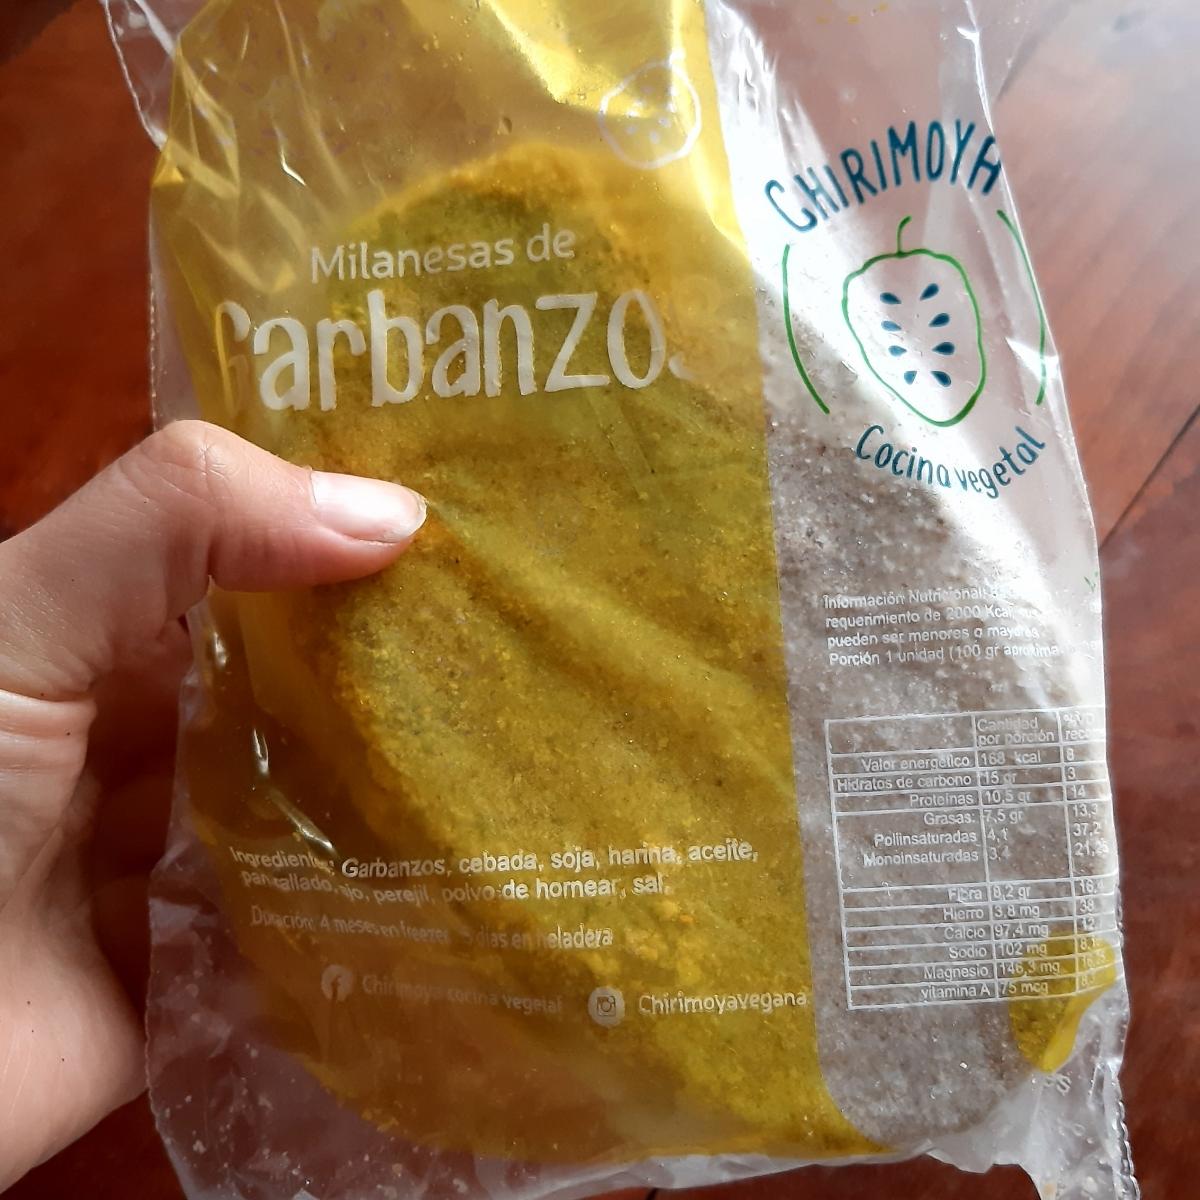 Milanesas de
Garbanzos
CHIRIMOYA
Cocina vegetal
Información Nutricional:
requerimiento de 2000 Kcal
pueden ser menores o mayores
Porción 1 unidad (100 gr
Cantidad
por porción
Valor energético 168 kcal 8
Hidratos de carbono 15 gr 3
Proteínas 10,5 gr 14
Grasas: 7,5 gr 13,3
Poliinsaturadas 4,1 37,2
Monoinsaturadas 3,4
Fibra 8,2 gr
Hierro 3,8 mg 38
Calcio 97,4 mg
Sodio 102 mg
Magnesio 146,3 mg
vitamina A 75 mcg
Ingredientes: Garbanzos, cebada, soja, harina, aceite,
pan rallado, ajo, perejil, polvo de hornear, sal.
Duración: 4 meses en freezer días en heladera
Chirimoya cocina vegetal
Chirimoyavegana